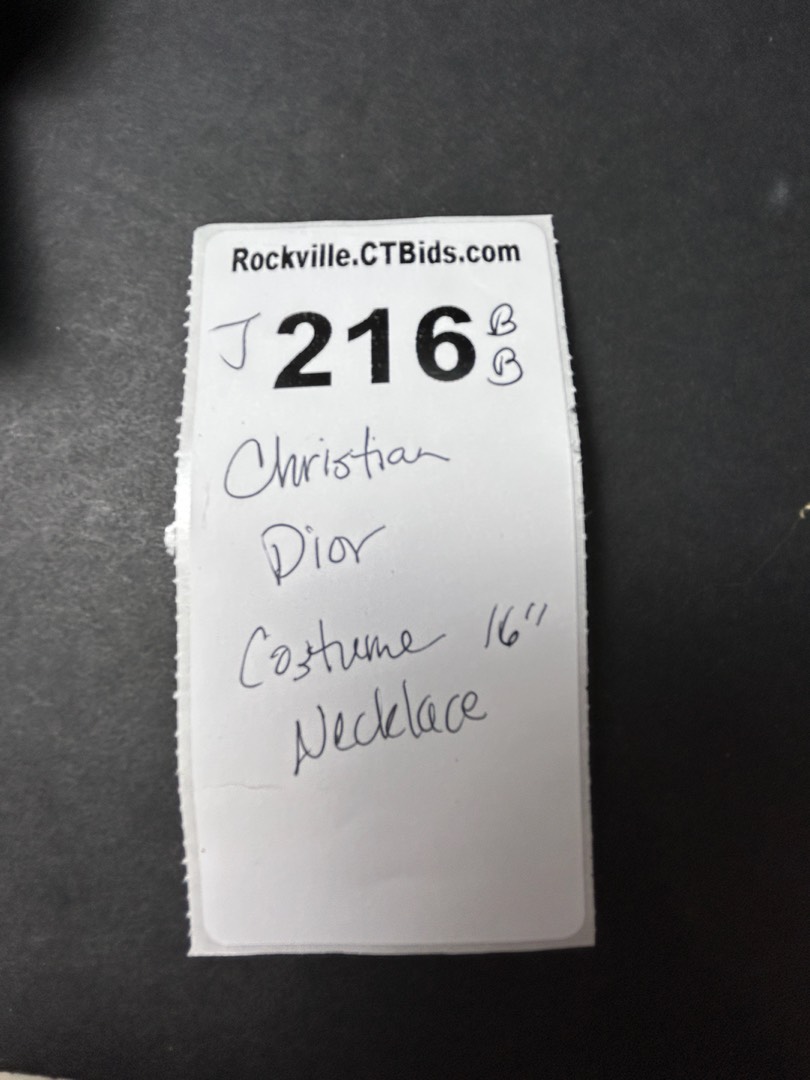 Rockville.CTBids.com
J 216 B
B
Christian
Dior
Costume 16"
Necklace